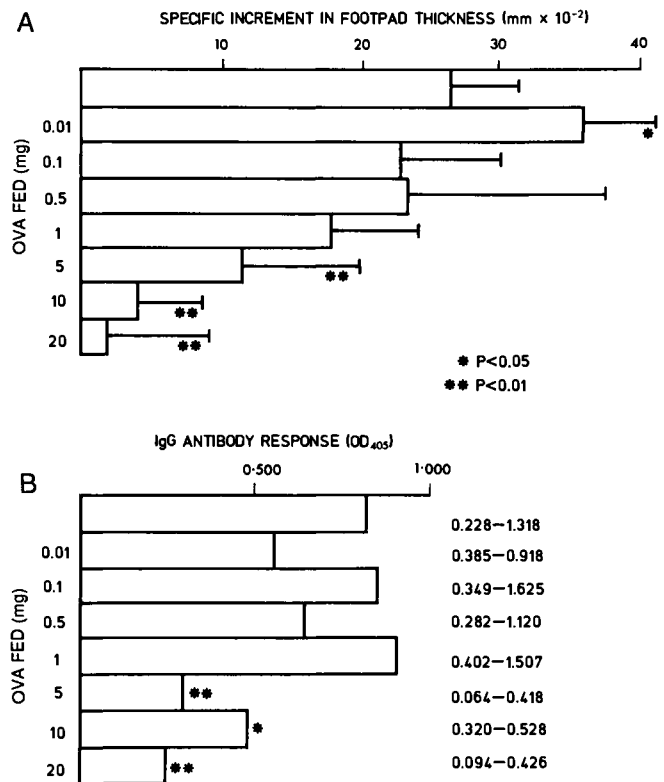 A
SPECIFIC INCREMENT IN FOOTPAD THICKNESS (mm x 10⁻²)
10 20 30 40
OVA FED (mg)
0.01
0.1
0.5
1
5
10
20
*
**
**
**
* P<0.05
** P<0.01
B
IgG ANTIBODY RESPONSE (OD₄₀₅)
0·500 1·000
OVA FED (mg)
0.228–1.318
0.01 0.385–0.918
0.1 0.349–1.625
0.5 0.282–1.120
1 0.402–1.507
5 ** 0.064–0.418
10 * 0.320–0.528
20 ** 0.094–0.426